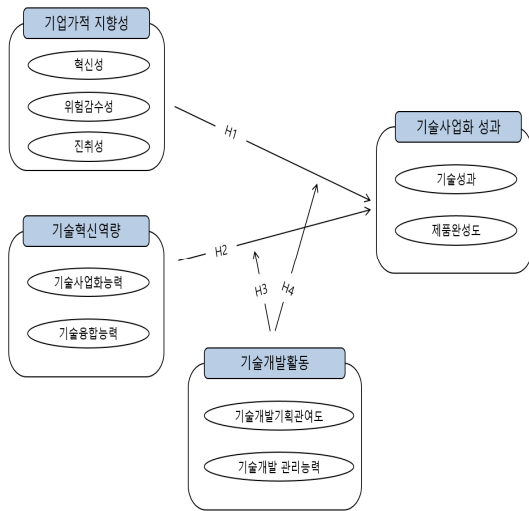 기업가적 지향성
혁신성
위험감수성
진취성
H1
기술사업화 성과
기술성과
제품완성도
기술혁신역량
기술사업화능력
기술융합능력
H2
H3
H4
기술개발활동
기술개발기획관여도
기술개발 관리능력